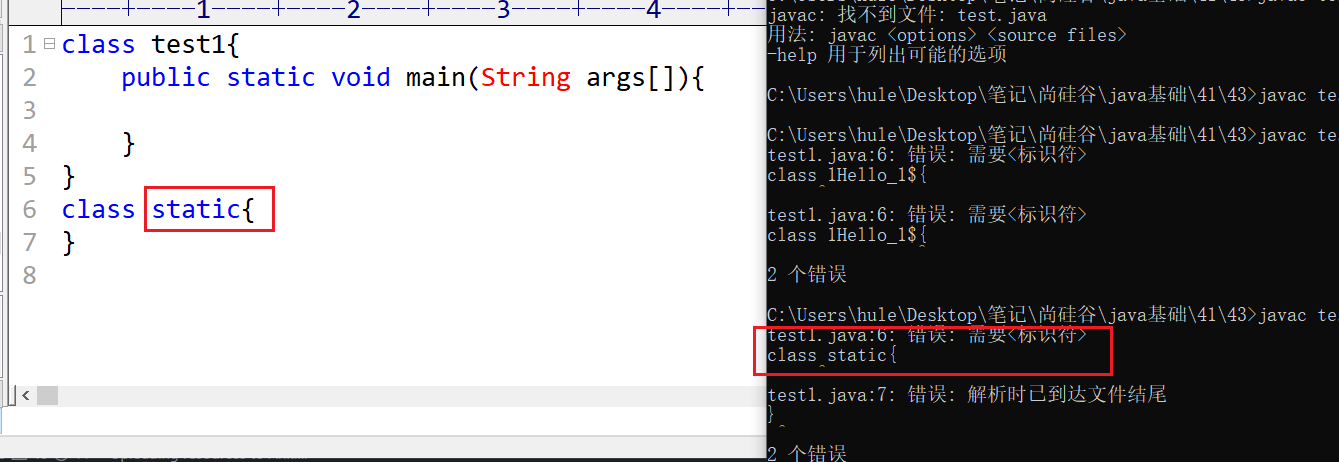 1 2 3 4
1 class test1{
2 public static void main(String args[]){
3
4 }
5 }
6 class static{
7 }
8
javac: 找不到文件: test.java
用法: javac <options> <source files>
-help 用于列出可能的选项
C:\Users\hule\Desktop\笔记\尚硅谷\java基础\41\43>javac te
C:\Users\hule\Desktop\笔记\尚硅谷\java基础\41\43>javac te
test1.java:6: 错误: 需要<标识符>
class 1Hello_1${
^
test1.java:6: 错误: 需要<标识符>
class 1Hello_1${
^
2 个错误
C:\Users\hule\Desktop\笔记\尚硅谷\java基础\41\43>javac te
test1.java:6: 错误: 需要<标识符>
class static{
^
test1.java:7: 错误: 解析时已到达文件结尾
}
^
2 个错误